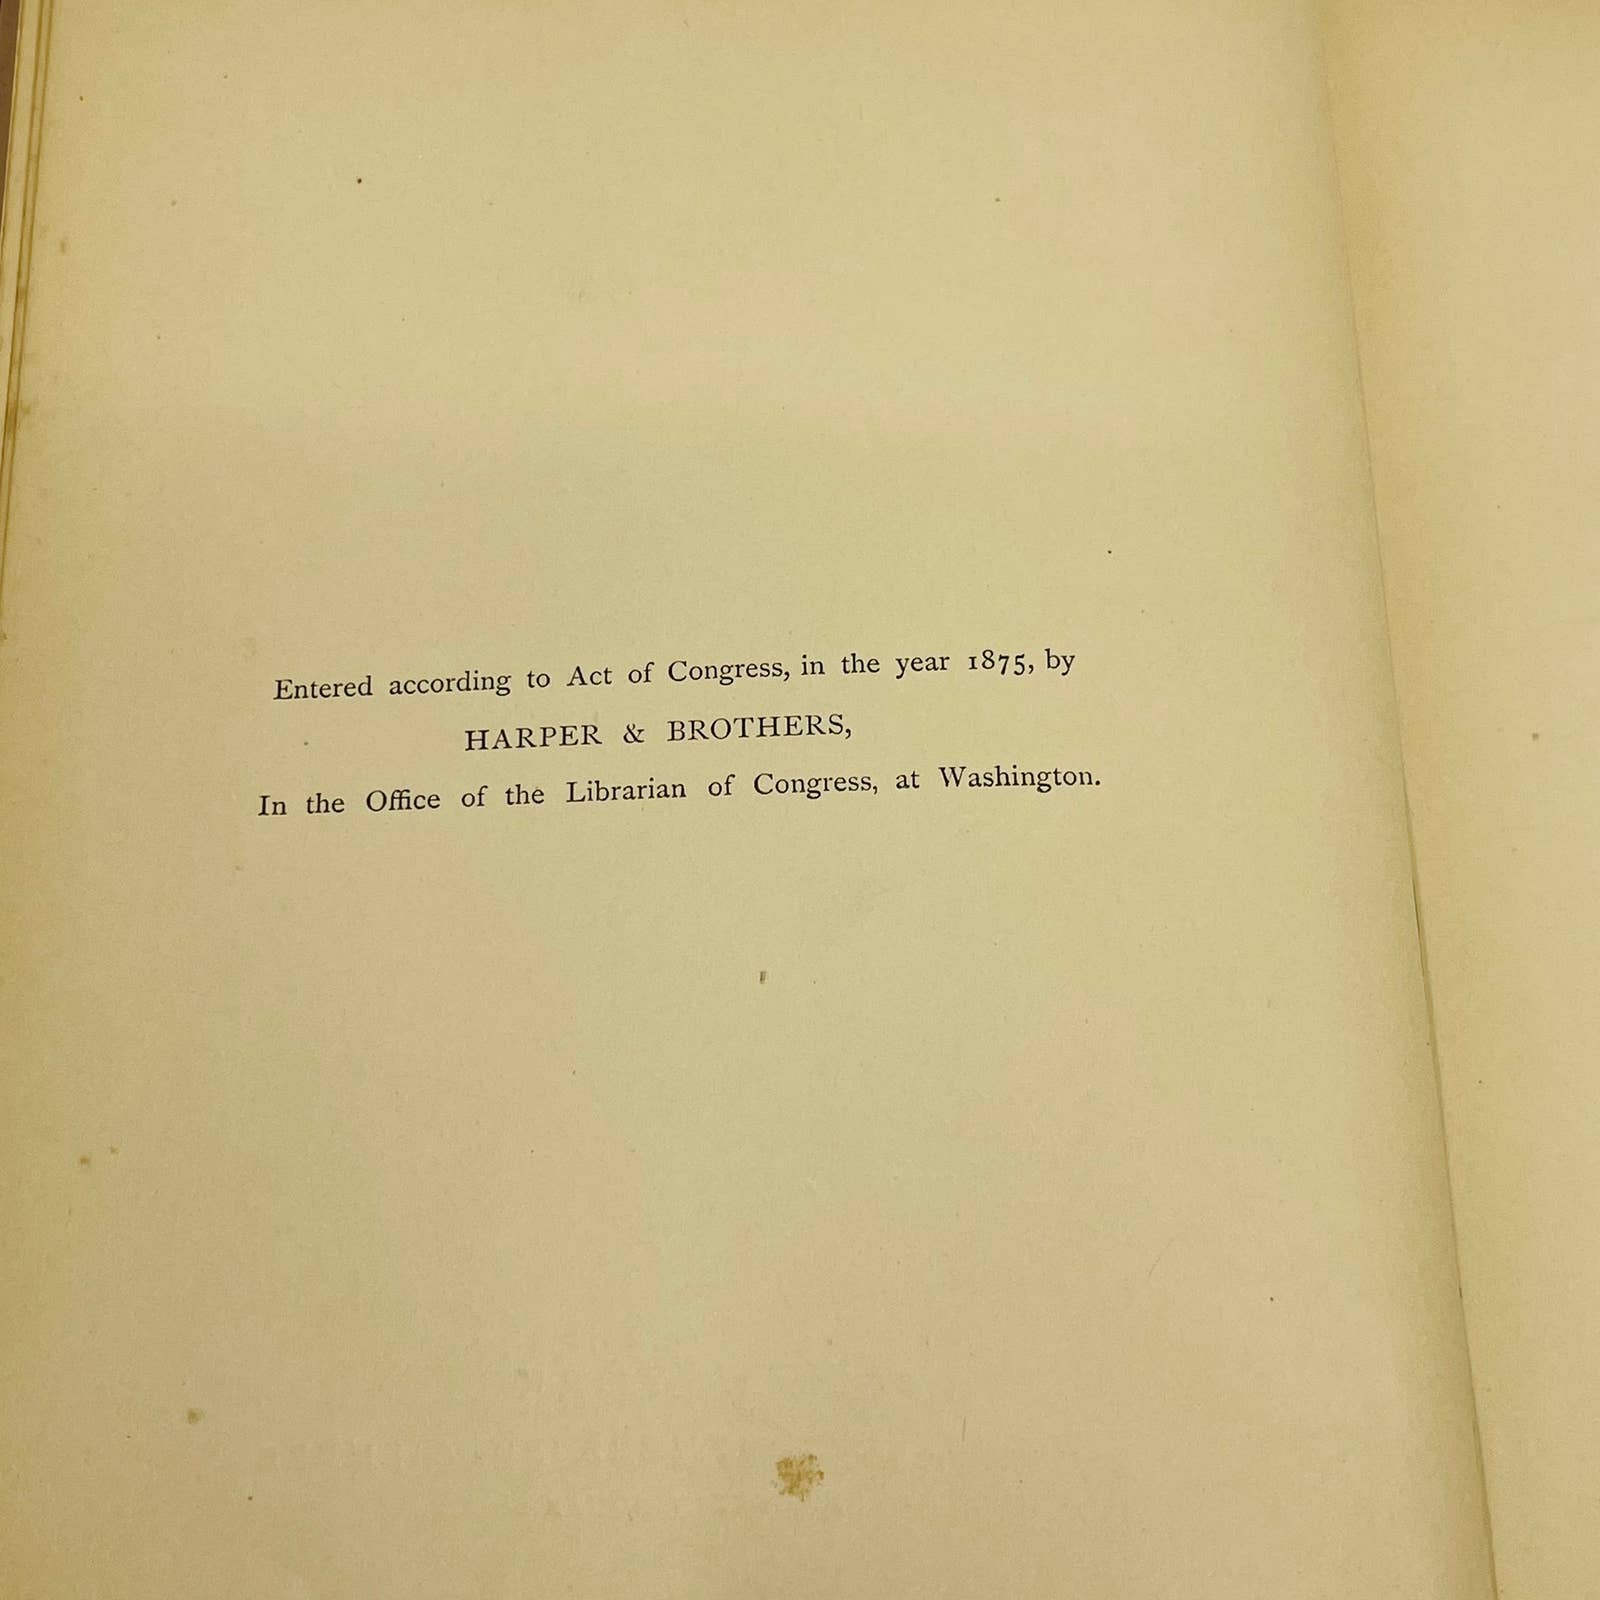 Entered according to Act of Congress, in the year 1875, by
HARPER & BROTHERS,
In the Office of the Librarian of Congress, at Washington.